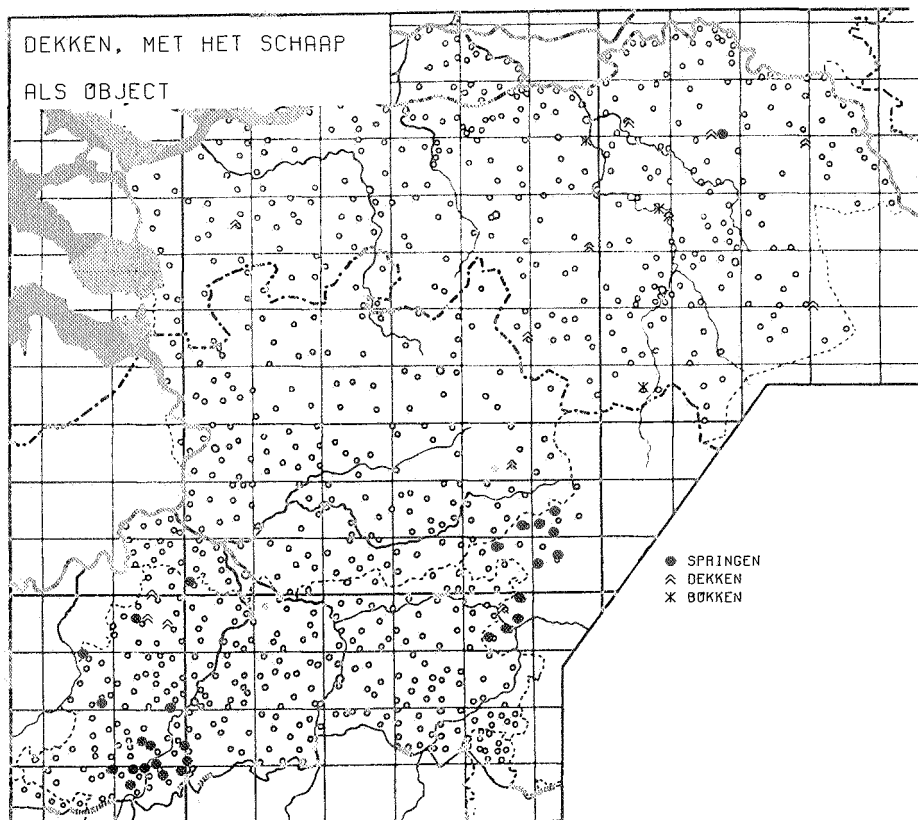 DEKKEN, MET HET SCHAAP
ALS OBJECT
SPRINGEN
DEKKEN
BOKKEN